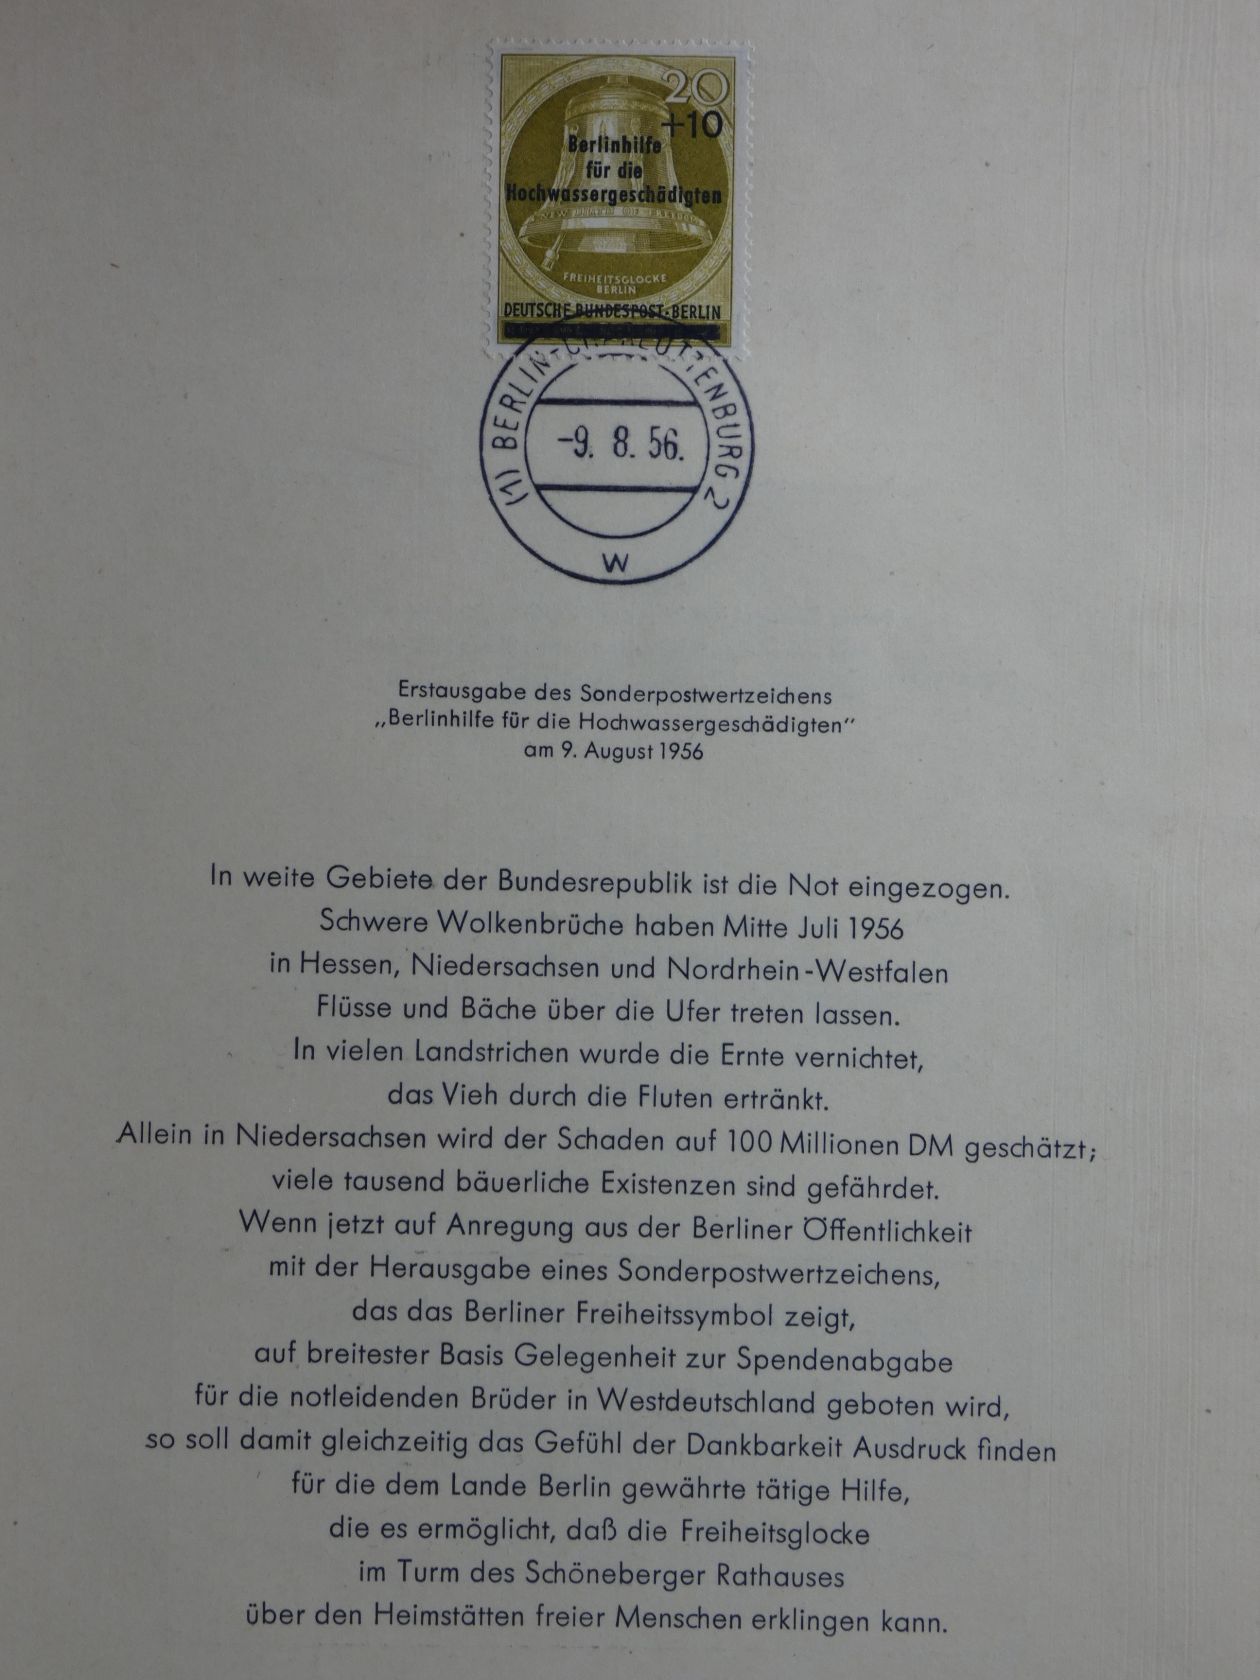 20
+10
Berlinhilfe
für die
Hochwassergeschädigten
FREIHEITSGLOCKE
BERLIN
DEUTSCHE BUNDESPOST·BERLIN
(1) BERLIN-CHARLOTTENBURG 2
-9. 8. 56.
w
Erstausgabe des Sonderpostwertzeichens
„Berlinhilfe für die Hochwassergeschädigten"
am 9. August 1956
In weite Gebiete der Bundesrepublik ist die Not eingezogen.
Schwere Wolkenbrüche haben Mitte Juli 1956
in Hessen, Niedersachsen und Nordrhein-Westfalen
Flüsse und Bäche über die Ufer treten lassen.
In vielen Landstrichen wurde die Ernte vernichtet,
das Vieh durch die Fluten ertränkt.
Allein in Niedersachsen wird der Schaden auf 100 Millionen DM geschätzt;
viele tausend bäuerliche Existenzen sind gefährdet.
Wenn jetzt auf Anregung aus der Berliner Öffentlichkeit
mit der Herausgabe eines Sonderpostwertzeichens,
das das Berliner Freiheitssymbol zeigt,
auf breitester Basis Gelegenheit zur Spendenabgabe
für die notleidenden Brüder in Westdeutschland geboten wird,
so soll damit gleichzeitig das Gefühl der Dankbarkeit Ausdruck finden
für die dem Lande Berlin gewährte tätige Hilfe,
die es ermöglicht, daß die Freiheitsglocke
im Turm des Schöneberger Rathauses
über den Heimstätten freier Menschen erklingen kann.